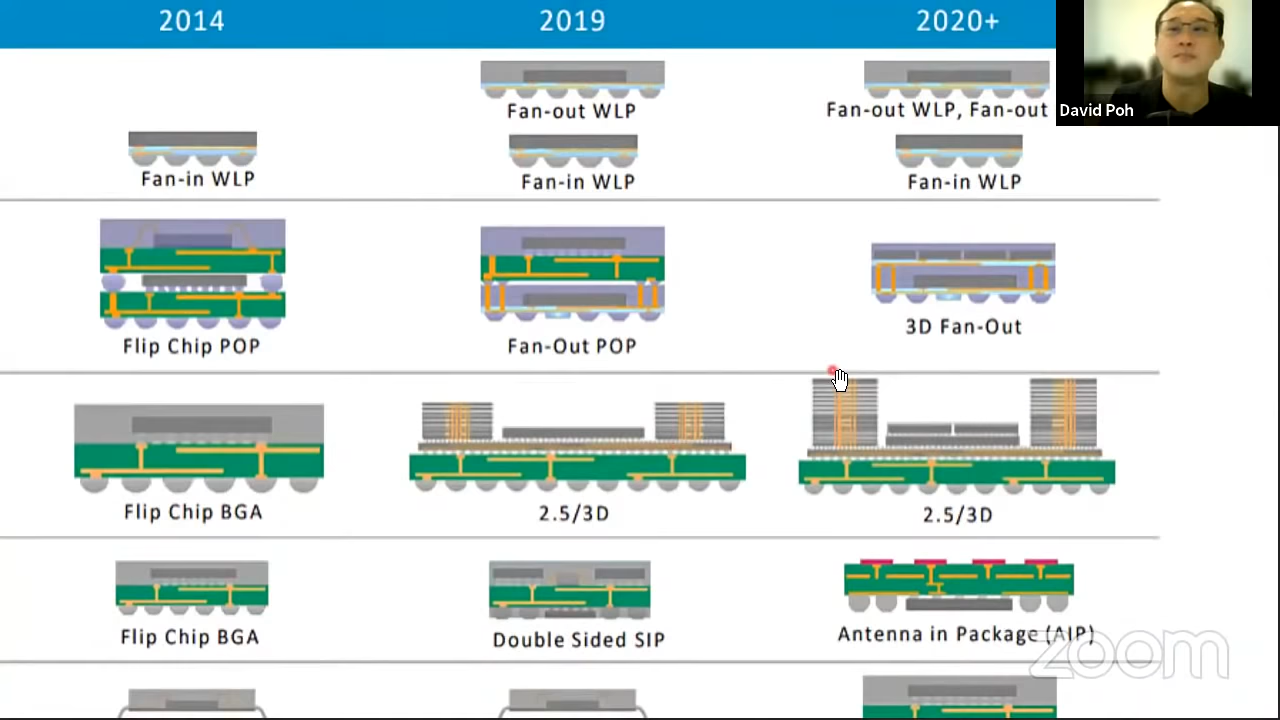 2014 2019 2020+
David Poh
Fan-out WLP Fan-out WLP, Fan-out
Fan-in WLP Fan-in WLP Fan-in WLP
Flip Chip POP Fan-Out POP 3D Fan-Out
Flip Chip BGA 2.5/3D 2.5/3D
Flip Chip BGA Double Sided SIP Antenna in Package (AIP)
zoom